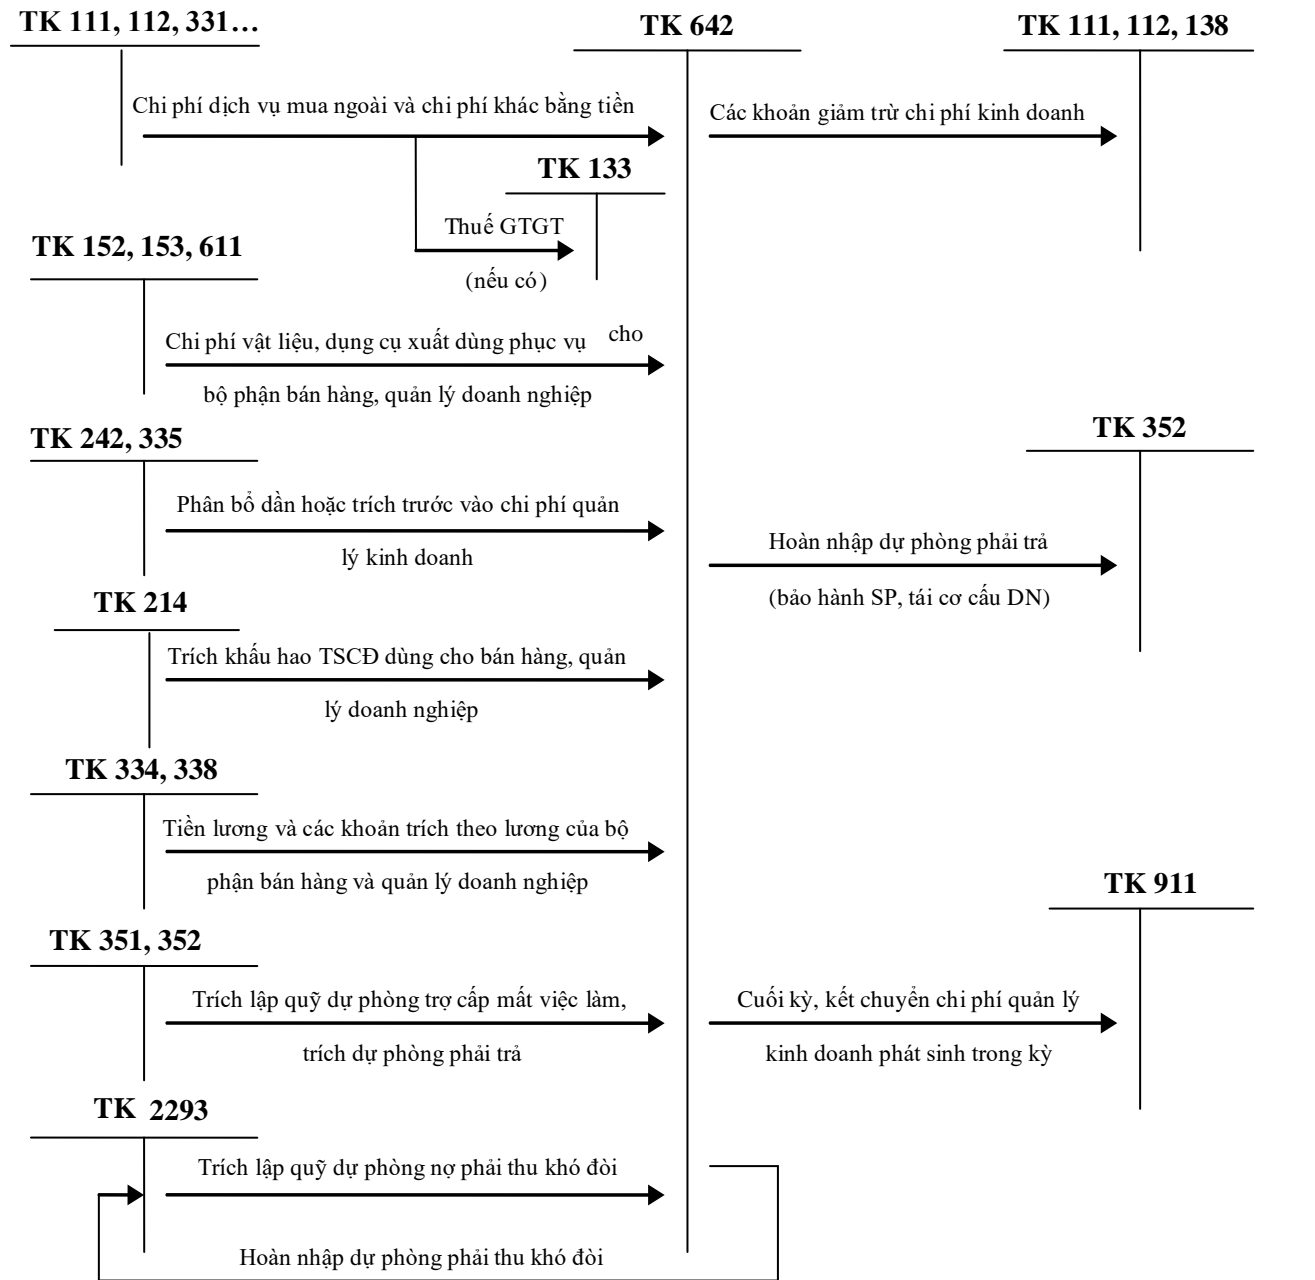 TK 111, 112, 331…
TK 642
TK 111, 112, 138
Chi phí dịch vụ mua ngoài và chi phí khác bằng tiền
Các khoản giảm trừ chi phí kinh doanh
TK 133
Thuế GTGT
(nếu có)
TK 152, 153, 611
Chi phí vật liệu, dụng cụ xuất dùng phục vụ cho
bộ phận bán hàng, quản lý doanh nghiệp
TK 242, 335
TK 352
Phân bổ dần hoặc trích trước vào chi phí quản
lý kinh doanh
Hoàn nhập dự phòng phải trả
(bảo hành SP, tái cơ cấu DN)
TK 214
Trích khấu hao TSCĐ dùng cho bán hàng, quản
lý doanh nghiệp
TK 334, 338
Tiền lương và các khoản trích theo lương của bộ
phận bán hàng và quản lý doanh nghiệp
TK 911
TK 351, 352
Trích lập quỹ dự phòng trợ cấp mất việc làm,
trích dự phòng phải trả
Cuối kỳ, kết chuyển chi phí quản lý
kinh doanh phát sinh trong kỳ
TK 2293
Trích lập quỹ dự phòng nợ phải thu khó đòi
Hoàn nhập dự phòng phải thu khó đòi